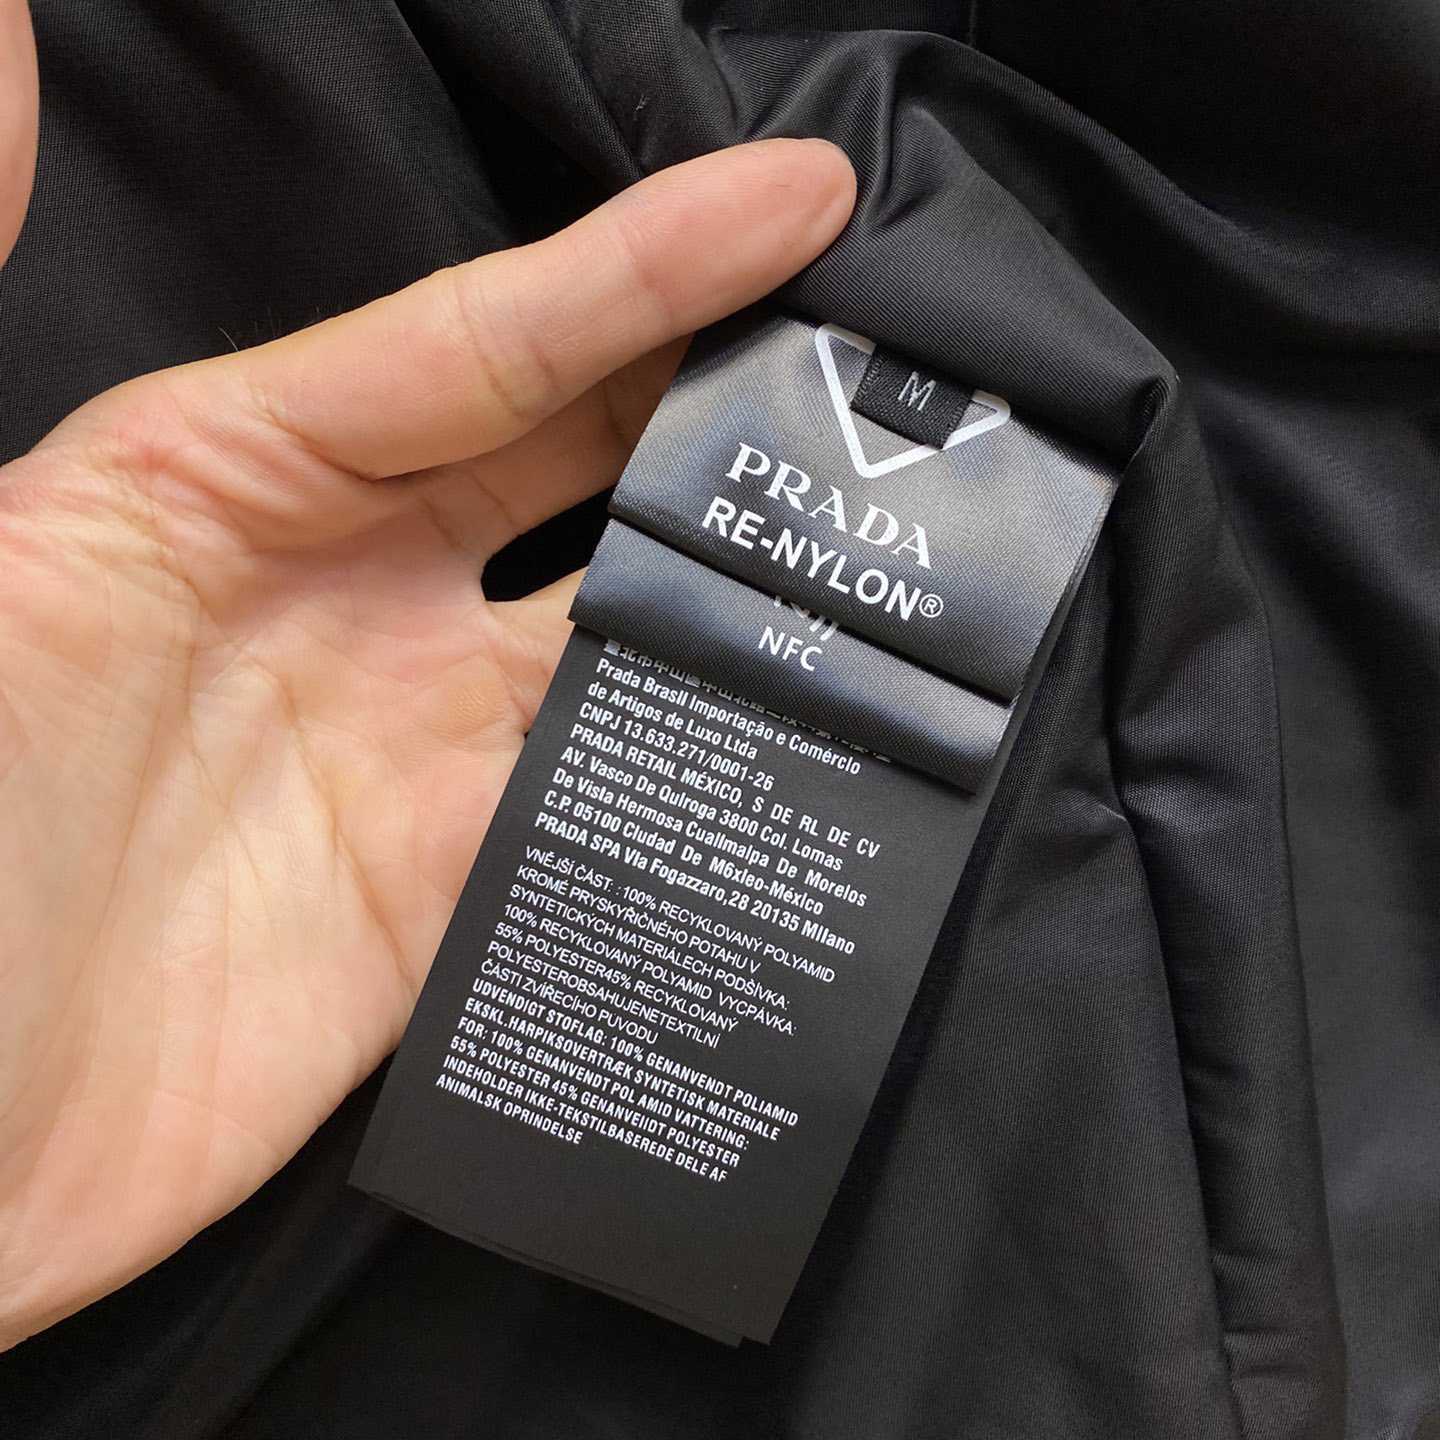 M
PRADA
RE-NYLON®
NFC
Prada Brasil Importação e Comércio
de Artigos de Luxo Ltda
CNPJ 13.633.271/0001-26
PRADA RETAIL MÉXICO, S DE RL DE CV
AV. Vasco De Quiroga 3800 Col. Lomas
De Vista Hermosa Cuallmalpa De Morelos
C.P. 05100 Cludad De M6xleo-México
PRADA SPA Vla Fogazzaro,28 20135 Mllano
VNĚJŠÍ ČÁST. :100% RECYKLOVANÝ POLYAMID
KROMĚ PRYSKYŘIČNÉHO POTAHU V
SYNTETICKÝCH MATERIÁLECH PODŠÍVKA:
100% RECYKLOVANÝ POLYAMID VYCPÁVKA:
55% POLYESTER45% RECYKLOVANÝ
POLYESTEROBSAHUJENETEXTILNÍ
ČÁSTI ZVÍŘECÍHO PUVODU
UDVENDIGT STOFLAG: 100% GENANVENDT POLIAMID
EKSKL.HARPIKSOVERTRÆK SYNTETISK MATERIALE
FOR: 100% GENANVENDT POL AMID VATTERING:
55% POLYESTER 45% GENANVEIIDT POLYESTER
INDEHOLDER IKKE-TEKSTILBASEREDE DELE AF
ANIMALSK OPRINDELSE